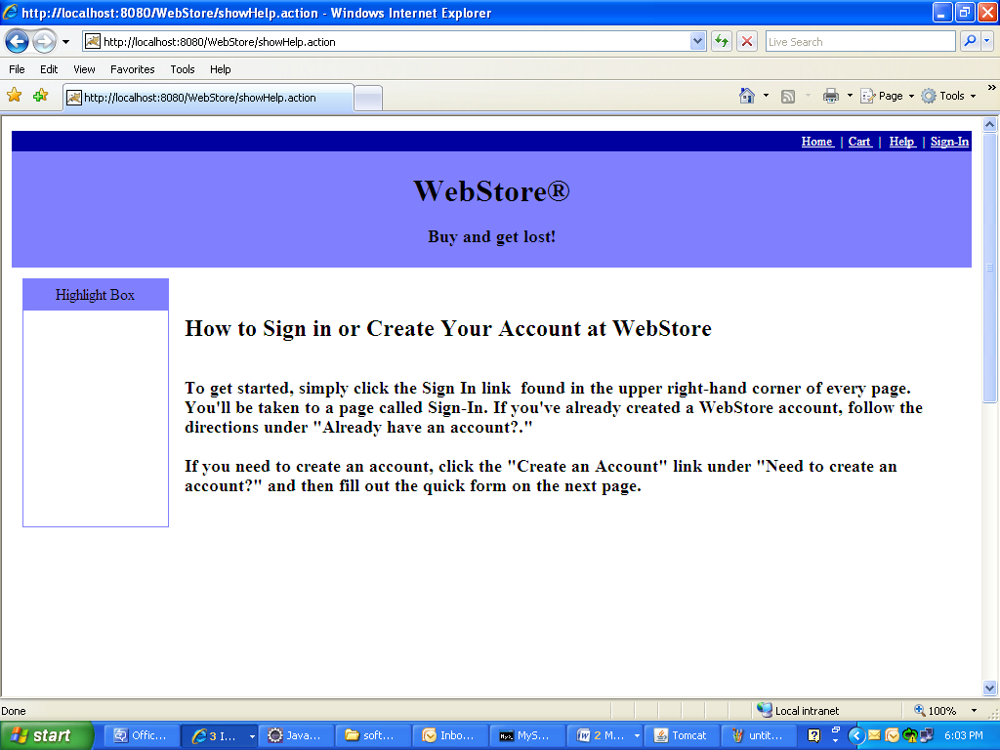 http://localhost:8080/WebStore/showHelp.action - Windows Internet Explorer
http://localhost:8080/WebStore/showHelp.action
Live Search
File Edit View Favorites Tools Help
http://localhost:8080/WebStore/showHelp.action
Page Tools »
Home | Cart | Help | Sign-In
WebStore®
Buy and get lost!
Highlight Box
How to Sign in or Create Your Account at WebStore
To get started, simply click the Sign In link found in the upper right-hand corner of every page.
You'll be taken to a page called Sign-In. If you've already created a WebStore account, follow the
directions under "Already have an account?."
If you need to create an account, click the "Create an Account" link under "Need to create an
account?" and then fill out the quick form on the next page.
Done Local intranet 100%
start Offic... 3 I... Java... soft... Inbo... MyS... 2 M... Tomcat untit... 6:03 PM